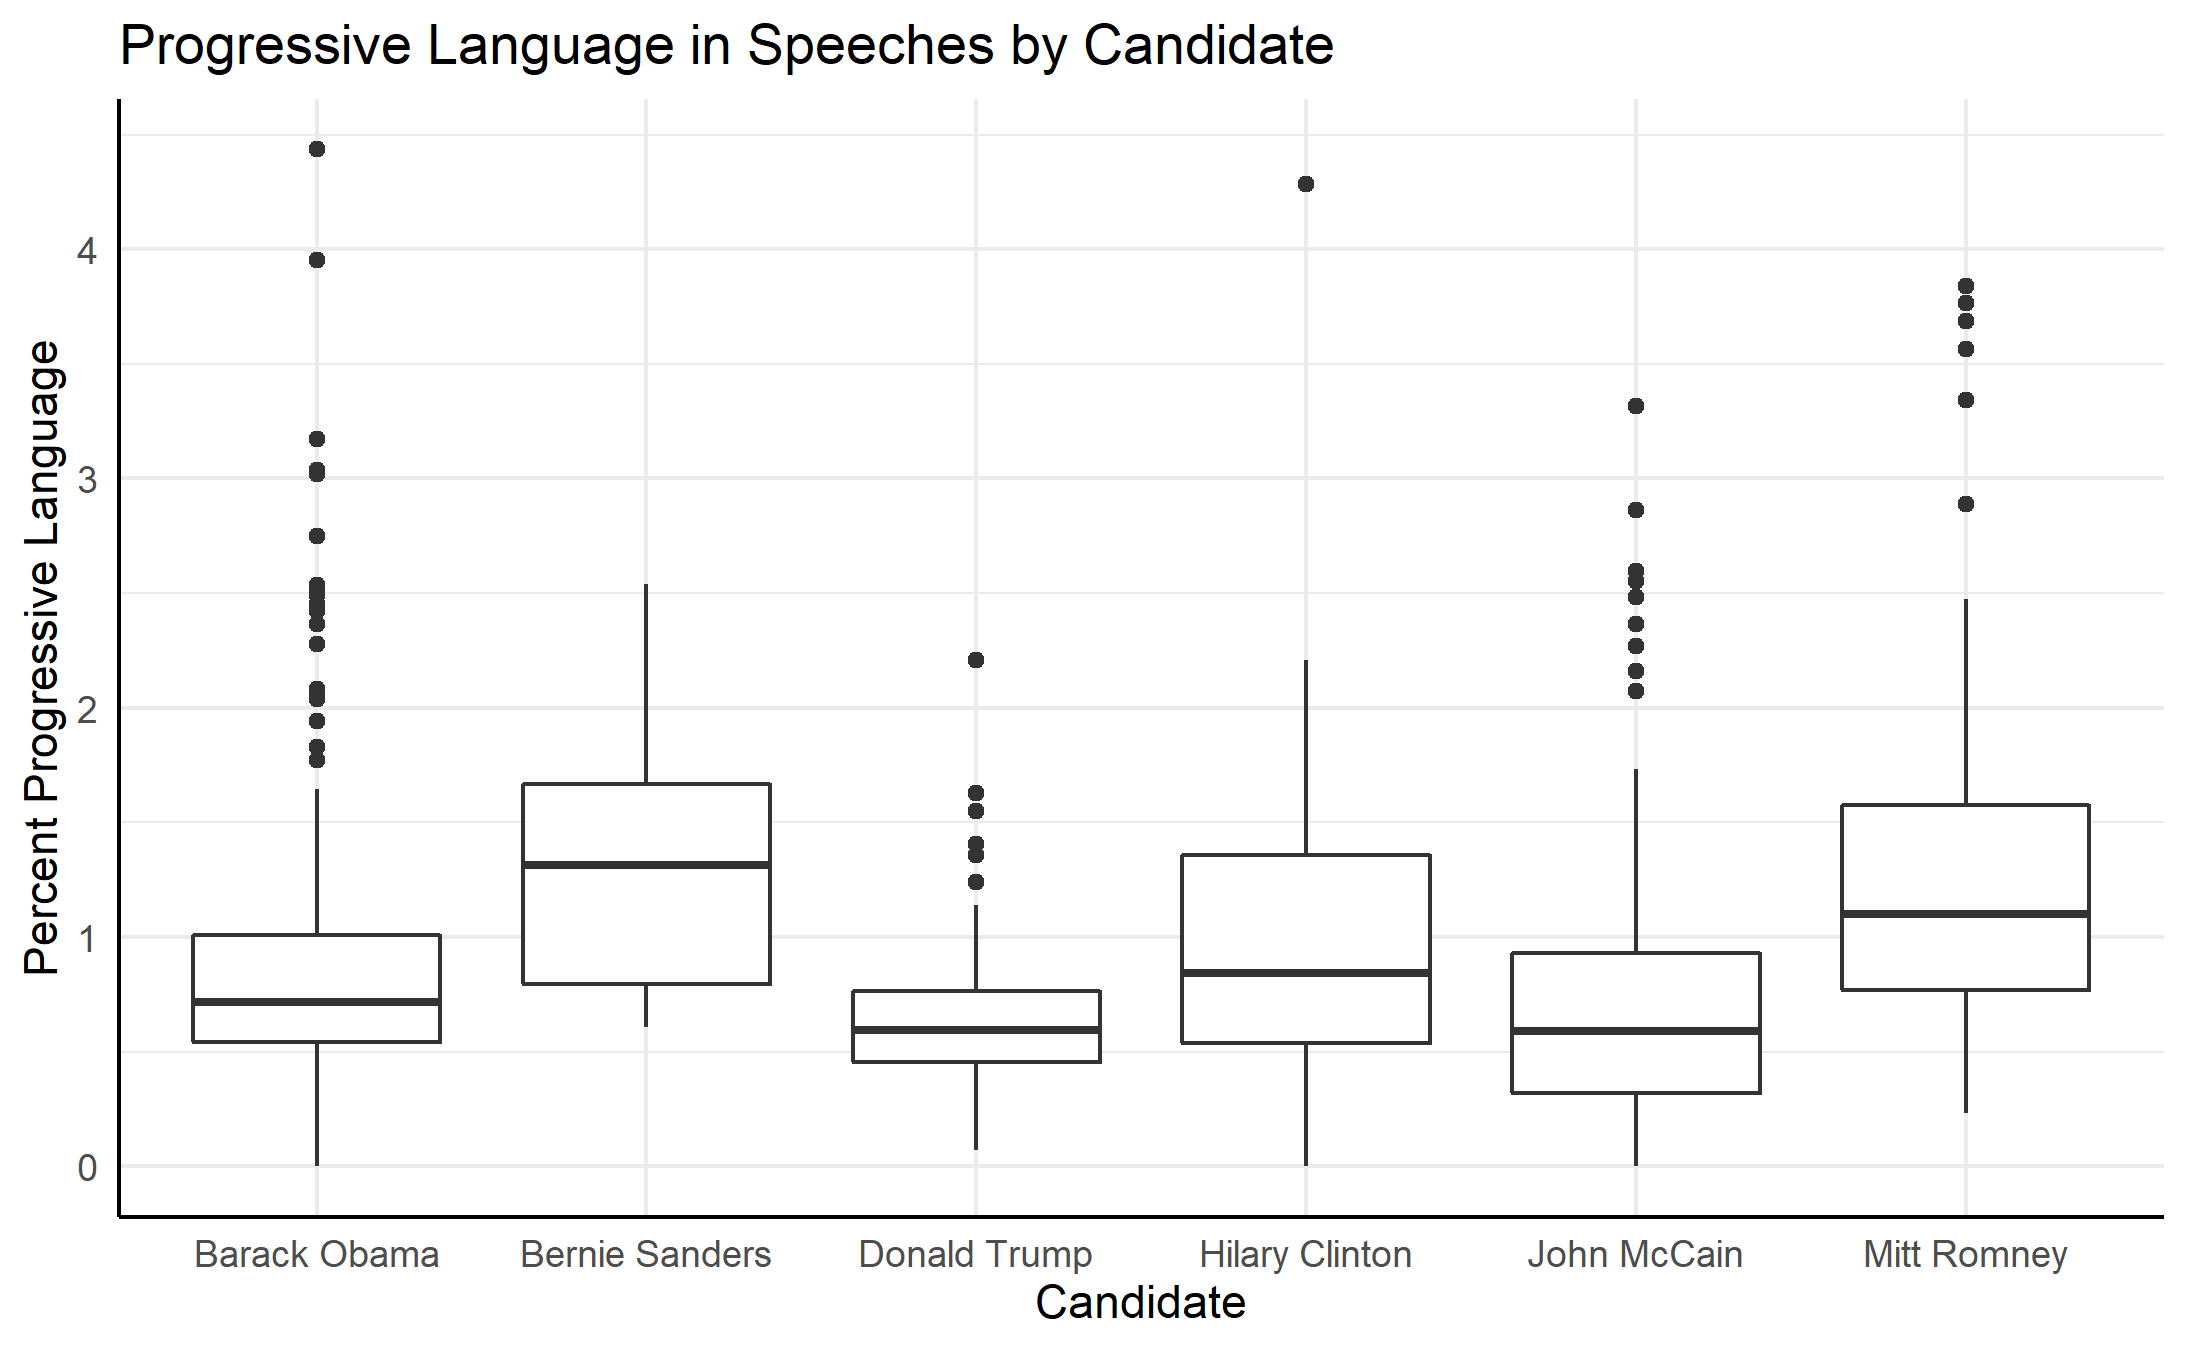 Progressive Language in Speeches by Candidate
Percent Progressive Language
4
3
2
1
0
Barack Obama Bernie Sanders Donald Trump Hilary Clinton John McCain Mitt Romney
Candidate